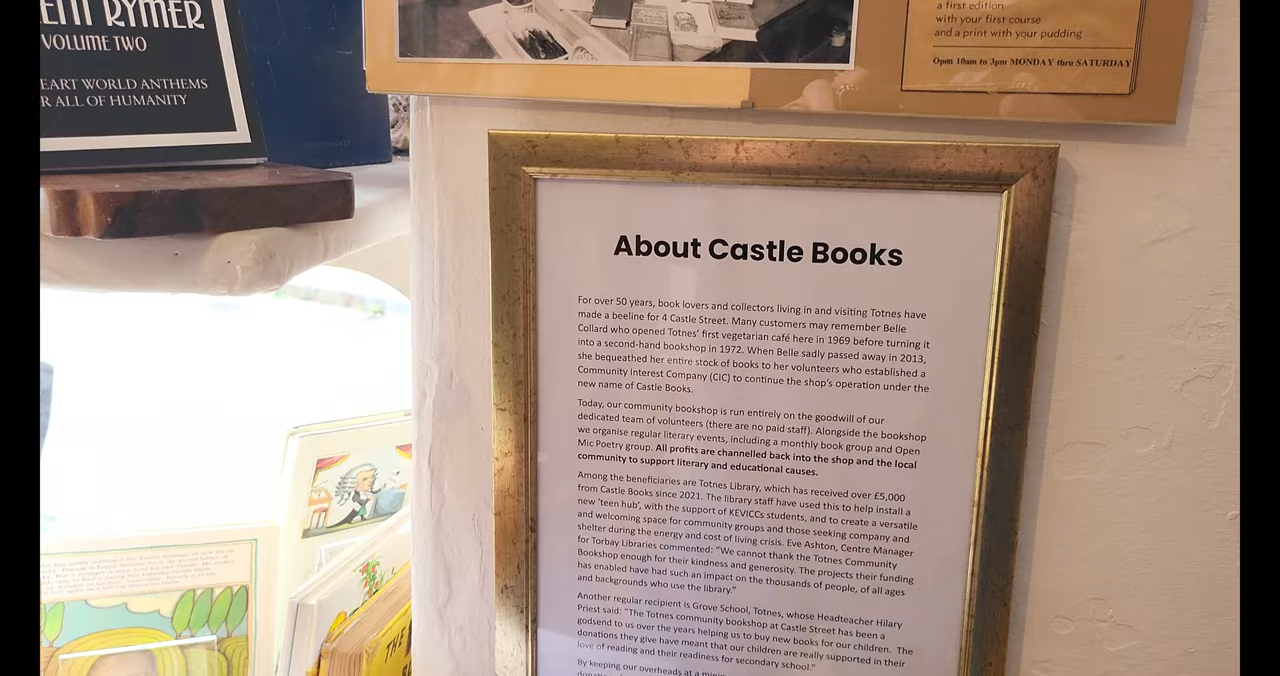 ENT RYMER
VOLUME TWO
EART WORLD ANTHEMS
R ALL OF HUMANITY
a first edition
with your first course
and a print with your pudding
Open 10am to 3pm MONDAY thru SATURDAY
About Castle Books
For over 50 years, book lovers and collectors living in and visiting Totnes have
made a beeline for 4 Castle Street. Many customers may remember Belle
Collard who opened Totnes' first vegetarian café here in 1969 before turning it
into a second-hand bookshop in 1972. When Belle sadly passed away in 2013,
she bequeathed her entire stock of books to her volunteers who established a
Community Interest Company (CIC) to continue the shop's operation under the
new name of Castle Books.
Today, our community bookshop is run entirely on the goodwill of our
dedicated team of volunteers (there are no paid staff). Alongside the bookshop
we organise regular literary events, including a monthly book group and Open
Mic Poetry group. All profits are channelled back into the shop and the local
community to support literary and educational causes.
Among the beneficiaries are Totnes Library, which has received over £5,000
from Castle Books since 2021. The library staff have used this to help install a
new 'teen hub', with the support of KEVICCs students, and to create a versatile
and welcoming space for community groups and those seeking company and
shelter during the energy and cost of living crisis. Eve Ashton, Centre Manager
for Torbay Libraries commented: "We cannot thank the Totnes Community
Bookshop enough for their kindness and generosity. The projects their funding
has enabled have had such an impact on the thousands of people, of all ages
and backgrounds who use the library."
Another regular recipient is Grove School, Totnes, whose Headteacher Hilary
Priest said: "The Totnes community bookshop at Castle Street has been a
godsend to us over the years helping us to buy new books for our children. The
donations they give have meant that our children are really supported in their
love of reading and their readiness for secondary school."
By keeping our overheads at a
THE